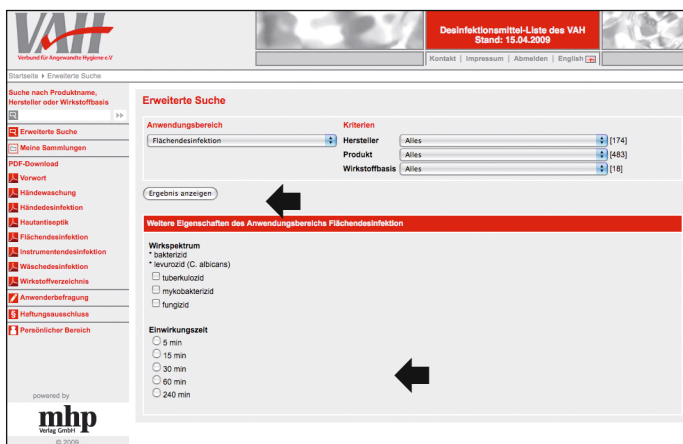 VAH
Verbund für Angewandte Hygiene e.V
Desinfektionsmittel-Liste des VAH
Stand: 15.04.2009
Kontakt | Impressum | Abmelden | English
Startseite Erweiterte Suche
Suche nach Produktname,
Hersteller oder Wirkstoffbasis
Erweiterte Suche
Meine Sammlungen
PDF-Download
Vorwort
Händewaschung
Händedesinfektion
Hautantiseptik
Flächendesinfektion
Instrumentendesinfektion
Wäschedesinfektion
Wirkstoffverzeichnis
Anwenderbefragung
§ Haftungsausschluss
Persönlicher Bereich
powered by
mhp
Verlag GmbH
© 2009
Erweiterte Suche
Anwendungsbereich
Flächendesinfektion
Kriterien
Hersteller Alles [174]
Produkt Alles [483]
Wirkstoffbasis Alles [18]
Ergebnis anzeigen
Weitere Eigenschaften des Anwendungsbereichs Flächendesinfektion
Wirkspektrum
* bakterizid
* levurozid (C. albicans)
tuberkulozid
mykobakterizid
fungizid
Einwirkungszeit
5 min
15 min
30 min
60 min
240 min